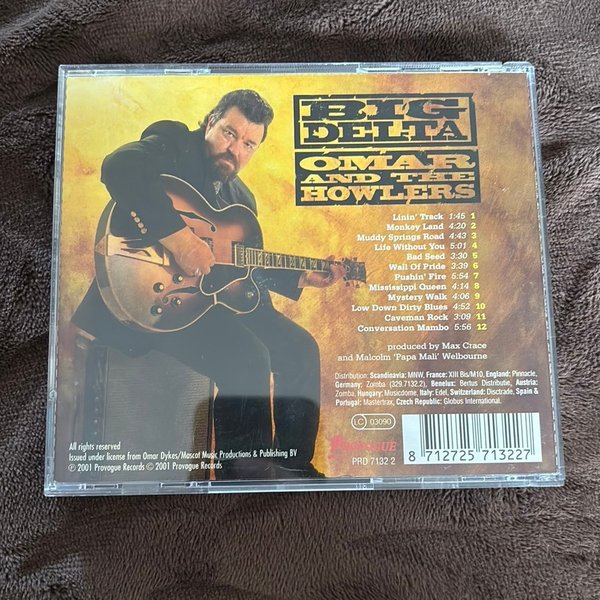 BIG
DELTA
OMAR
AND THE
HOWLERS
Linin' Track 1:45 1
Monkey Land 4:20 2
Muddy Springs Road 4:43 3
Life Without You 5:01 4
Bad Seed 3:30 5
Wall Of Pride 3:39 6
Pushin' Fire 5:54 7
Mississippi Queen 4:14 8
Mystery Walk 4:06 9
Low Down Dirty Blues 4:52 10
Caveman Rock 3:09 11
Conversation Mambo 5:56 12
produced by Max Crace
and Malcolm 'Papa Mali' Welbourne
Distribution: Scandinavia: MNW, France: XIII Bis/M10, England: Pinnacle,
Germany: Zomba (329.7132.2), Benelux: Bertus Distributie, Austria:
Zomba, Hungary: Musicdome, Italy: Edel, Switzerland: Disctrade, Spain &
Portugal: Mastertrax, Czech Republic: Globus International.
LC 03090
PROVOGUE
PRD 7132 2
8 712725 713227
All rights reserved
Issued under license from Omar Dykes/Mascot Music Productions & Publishing BV
℗ 2001 Provogue Records © 2001 Provogue Records